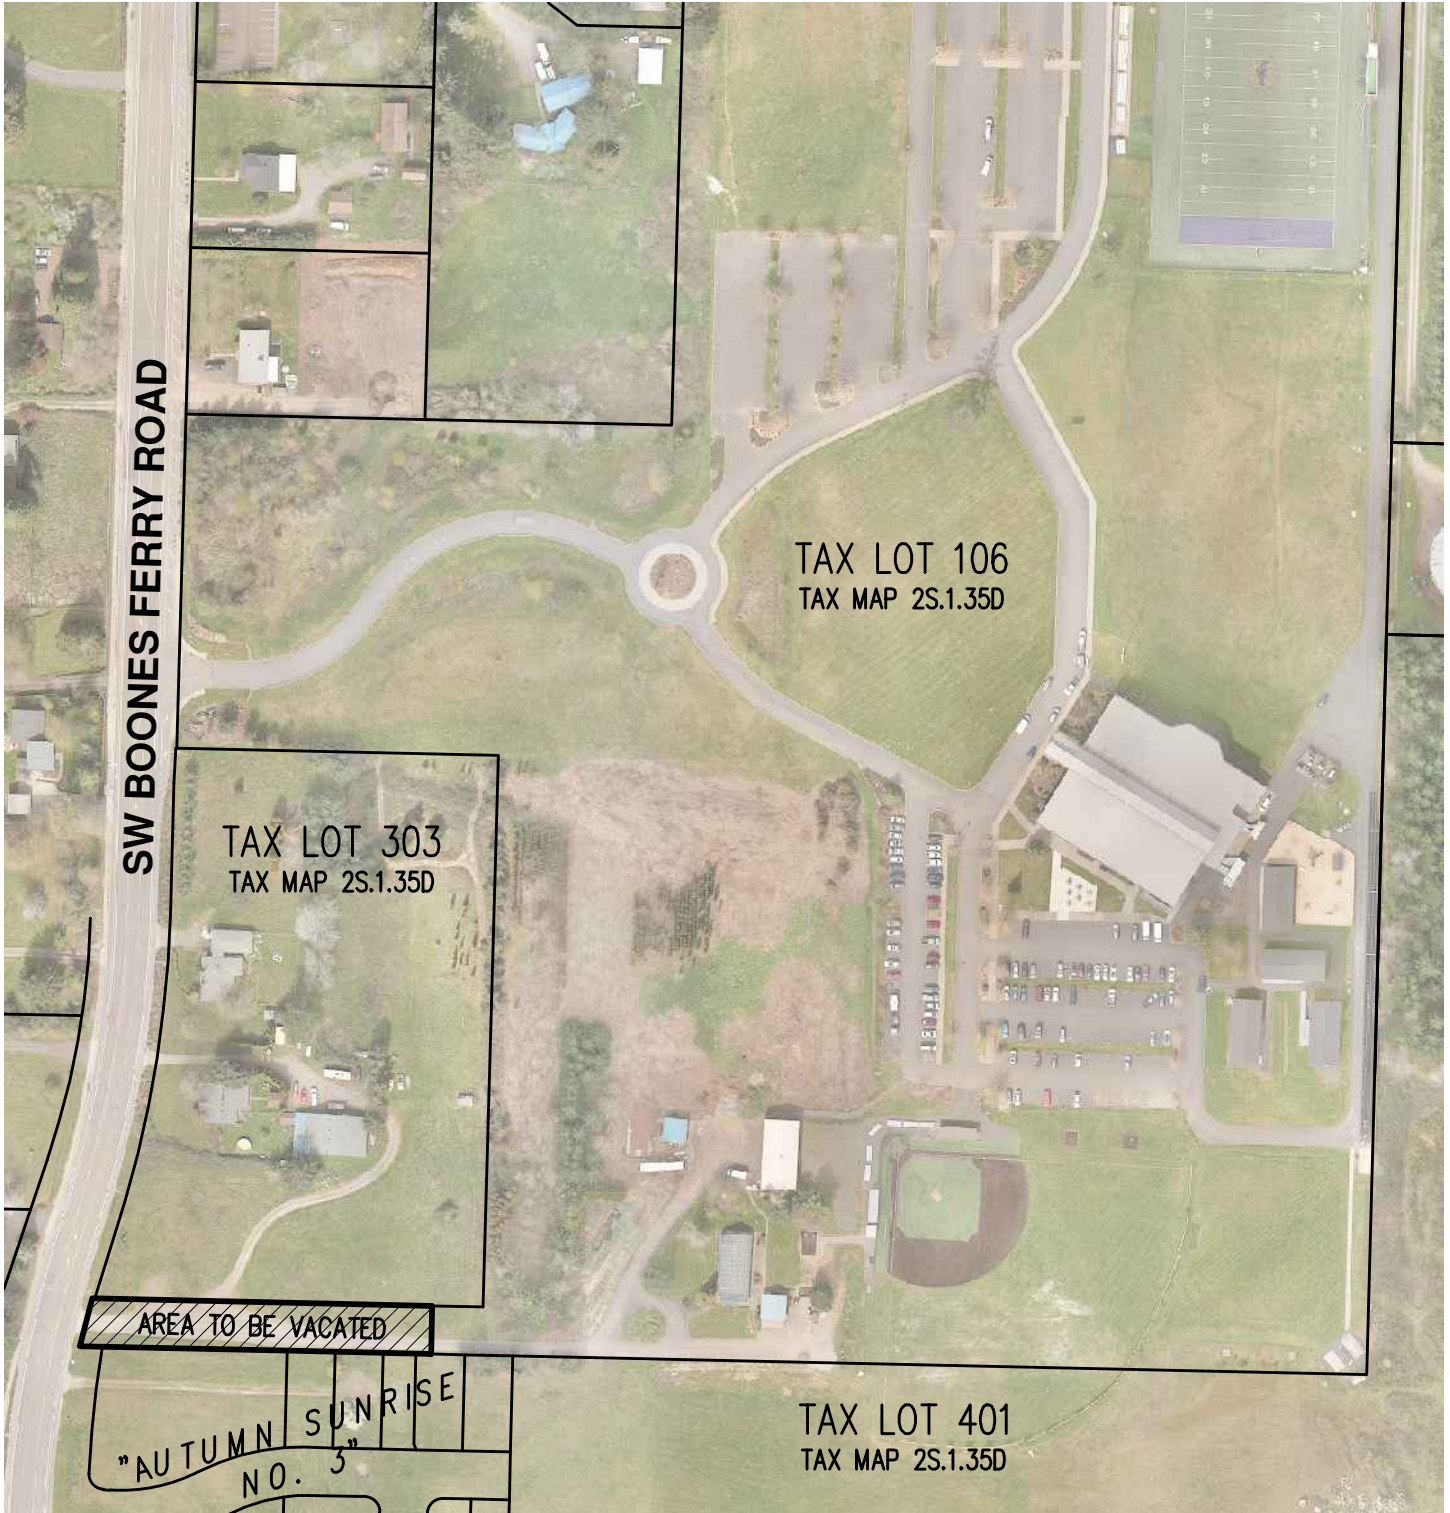 SW BOONES FERRY ROAD
TAX LOT 106
TAX MAP 2S.1.35D
TAX LOT 303
TAX MAP 2S.1.35D
AREA TO BE VACATED
"AUTUMN SUNRISE
NO. 3"
TAX LOT 401
TAX MAP 2S.1.35D